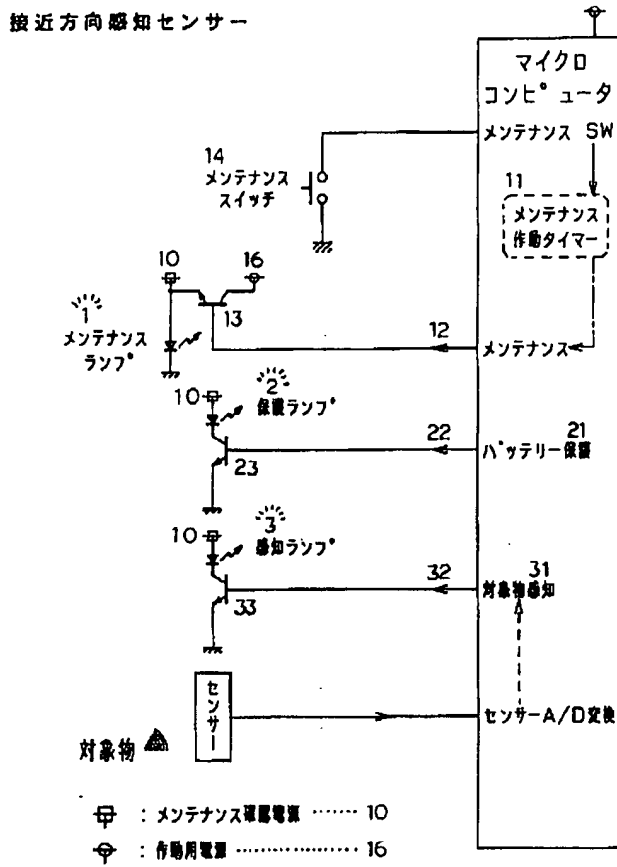 接近方向感知センサー
マイクロ
コンピュータ
メンテナンス SW
14
メンテナンス
スイッチ
11
メンテナンス
作動タイマー
10
16
13
1
メンテナンス
ランプ
12
メンテナンス
2
10
保護ランプ
22
21
バッテリー保護
23
3
10
感知ランプ
32
31
対象物感知
33
センサー
センサーA/D変換
対象物
: メンテナンス確認電源 ……… 10
: 作動用電源 ……………… 16